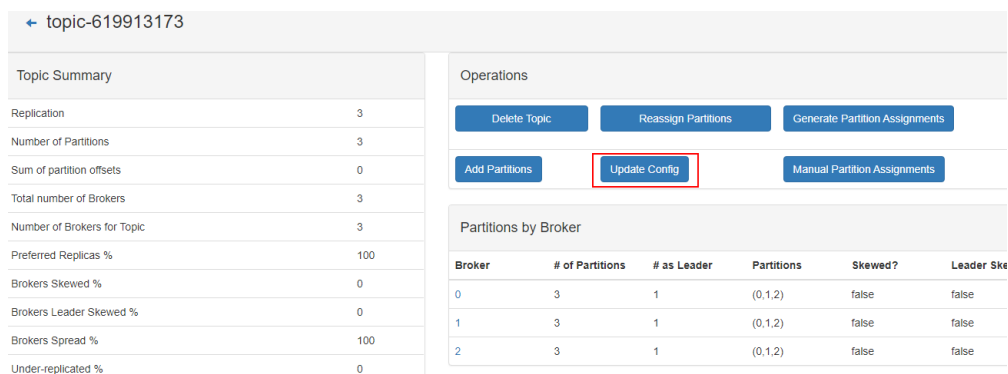 ← topic-619913173
Topic Summary
Replication 3
Number of Partitions 3
Sum of partition offsets 0
Total number of Brokers 3
Number of Brokers for Topic 3
Preferred Replicas % 100
Brokers Skewed % 0
Brokers Leader Skewed % 0
Brokers Spread % 100
Under-replicated % 0
Operations
Delete Topic Reassign Partitions Generate Partition Assignments
Add Partitions Update Config Manual Partition Assignments
Partitions by Broker
Broker # of Partitions # as Leader Partitions Skewed? Leader Ske
0 3 1 (0,1,2) false false
1 3 1 (0,1,2) false false
2 3 1 (0,1,2) false false